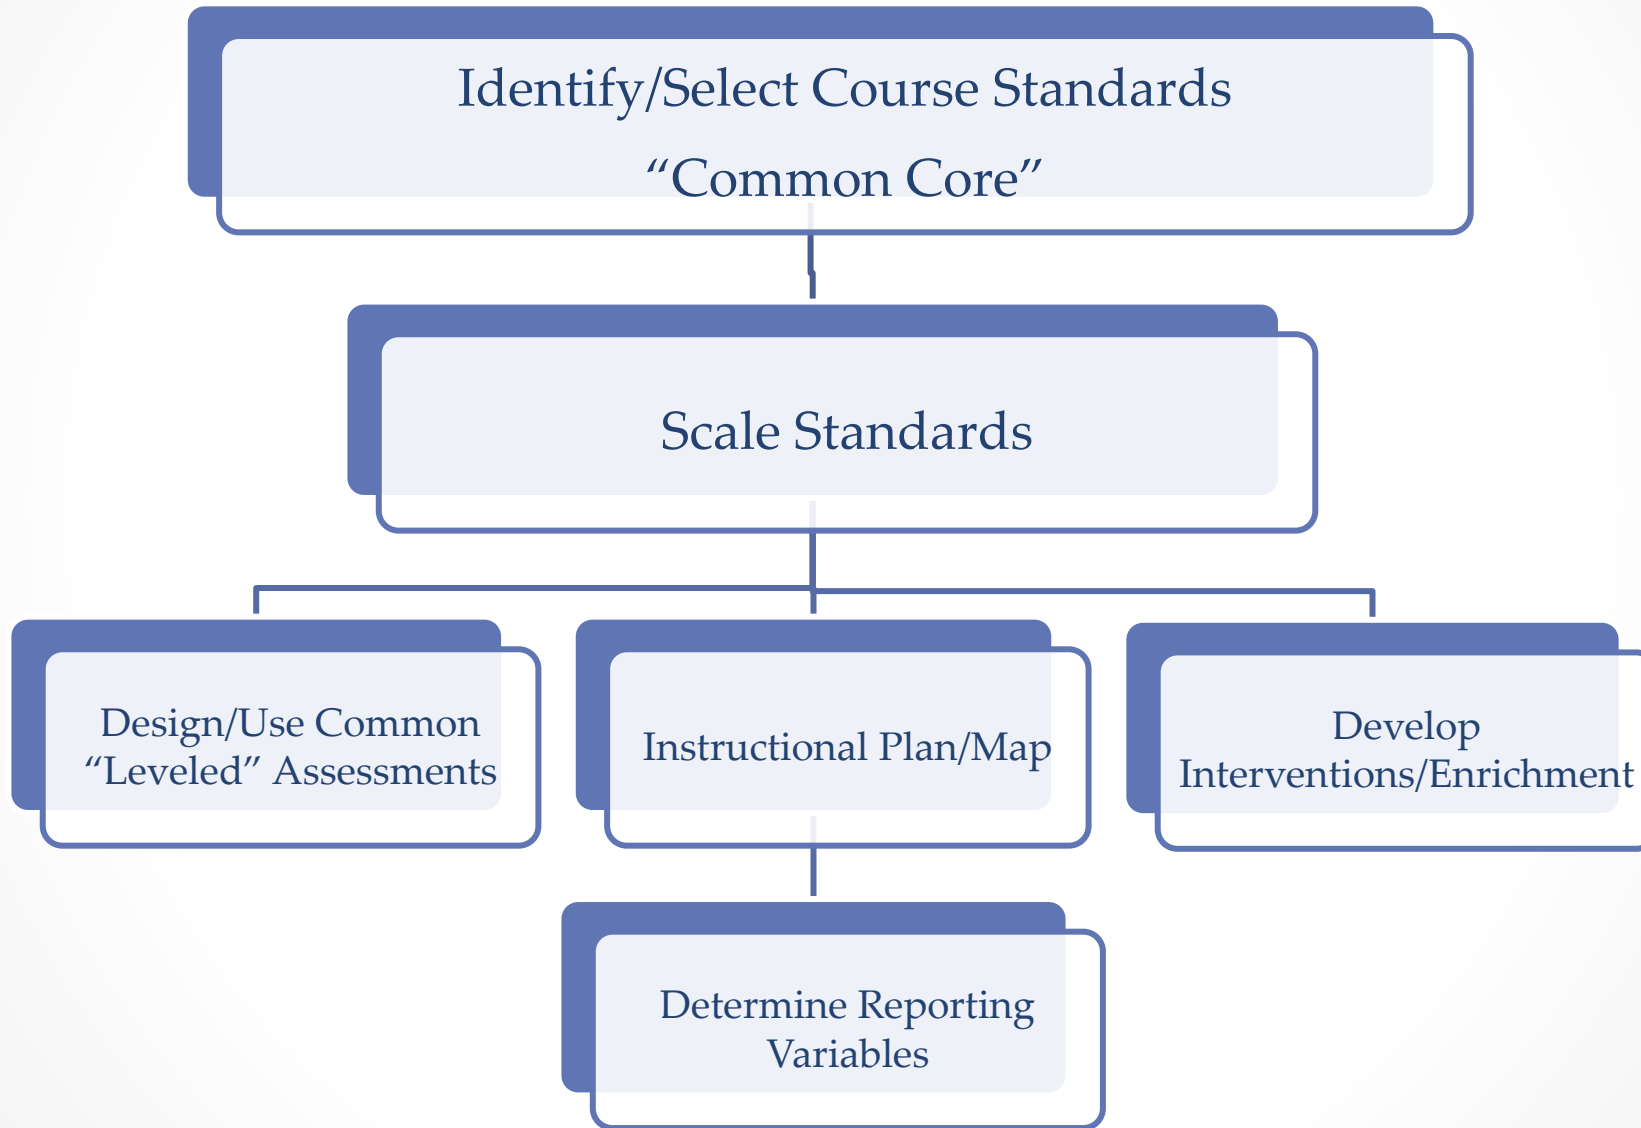 Identify/Select Course Standards
“Common Core”
Scale Standards
Design/Use Common
“Leveled” Assessments
Instructional Plan/Map
Develop
Interventions/Enrichment
Determine Reporting
Variables